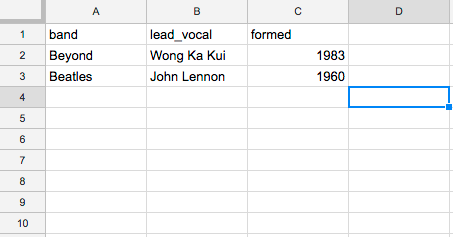 A B C D
1 band lead_vocal formed
2 Beyond Wong Ka Kui 1983
3 Beatles John Lennon 1960
4
5
6
7
8
9
10